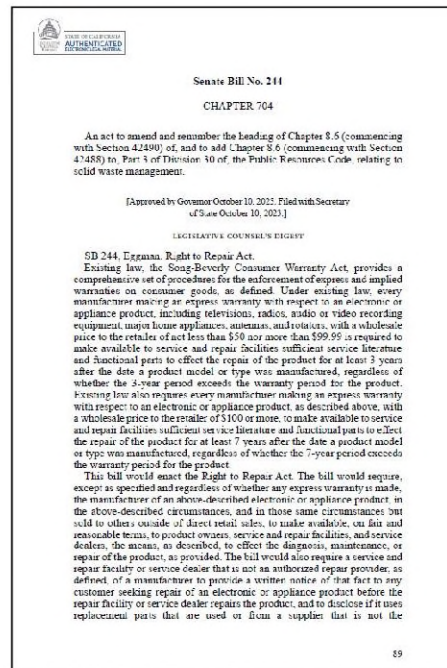 STATE OF CALIFORNIA
AUTHENTICATED
ELECTRONIC LEGAL MATERIAL
Senate Bill No. 244
CHAPTER 704
An act to amend and renumber the heading of Chapter 8.6 (commencing
with Section 42490) of, and to add Chapter 8.6 (commencing with Section
42488) to, Part 3 of Division 30 of, the Public Resources Code, relating to
solid waste management.
[Approved by Governor October 10, 2023. Filed with Secretary
of State October 10, 2023.]
LEGISLATIVE COUNSEL'S DIGEST
SB 244, Eggman. Right to Repair Act.
Existing law, the Song-Beverly Consumer Warranty Act, provides a
comprehensive set of procedures for the enforcement of express and implied
warranties on consumer goods, as defined. Under existing law, every
manufacturer making an express warranty with respect to an electronic or
appliance product, including televisions, radios, audio or video recording
equipment, major home appliances, antennas, and rotators, with a wholesale
price to the retailer of not less than $50 nor more than $99.99 is required to
make available to service and repair facilities sufficient service literature
and functional parts to effect the repair of the product for at least 3 years
after the date a product model or type was manufactured, regardless of
whether the 3-year period exceeds the warranty period for the product.
Existing law also requires every manufacturer making an express warranty
with respect to an electronic or appliance product, as described above, with
a wholesale price to the retailer of $100 or more, to make available to service
and repair facilities sufficient service literature and functional parts to effect
the repair of the product for at least 7 years after the date a product model
or type was manufactured, regardless of whether the 7-year period exceeds
the warranty period for the product.
This bill would enact the Right to Repair Act. The bill would require,
except as specified and regardless of whether any express warranty is made,
the manufacturer of an above-described electronic or appliance product, in
the above-described circumstances, and in those same circumstances but
sold to others outside of direct retail sales, to make available, on fair and
reasonable terms, to product owners, service and repair facilities, and service
dealers, the means, as described, to effect the diagnosis, maintenance, or
repair of the product, as provided. The bill would also require a service and
repair facility or service dealer that is not an authorized repair provider, as
defined, of a manufacturer to provide a written notice of that fact to any
customer seeking repair of an electronic or appliance product before the
repair facility or service dealer repairs the product, and to disclose if it uses
replacement parts that are used or from a supplier that is not the
89